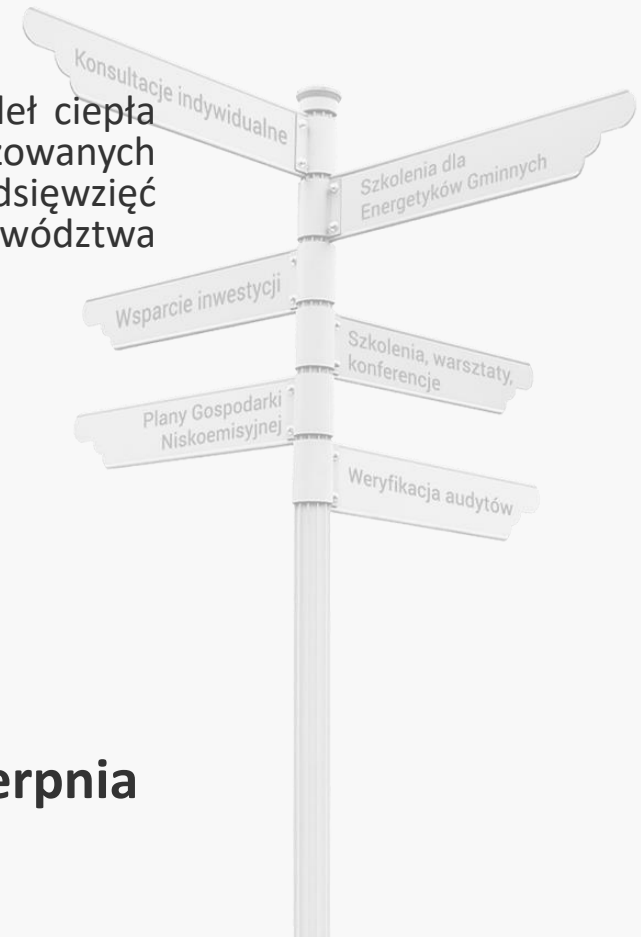 deł ciepła
zowanych
dsięwzięć
wództwa
Konsultacje indywidualne
Szkolenia dla
Energetyków Gminnych
Wsparcie inwestycji
Szkolenia, warsztaty,
konferencje
Plany Gospodarki
Niskoemisyjnej
Weryfikacja audytów
erpnia